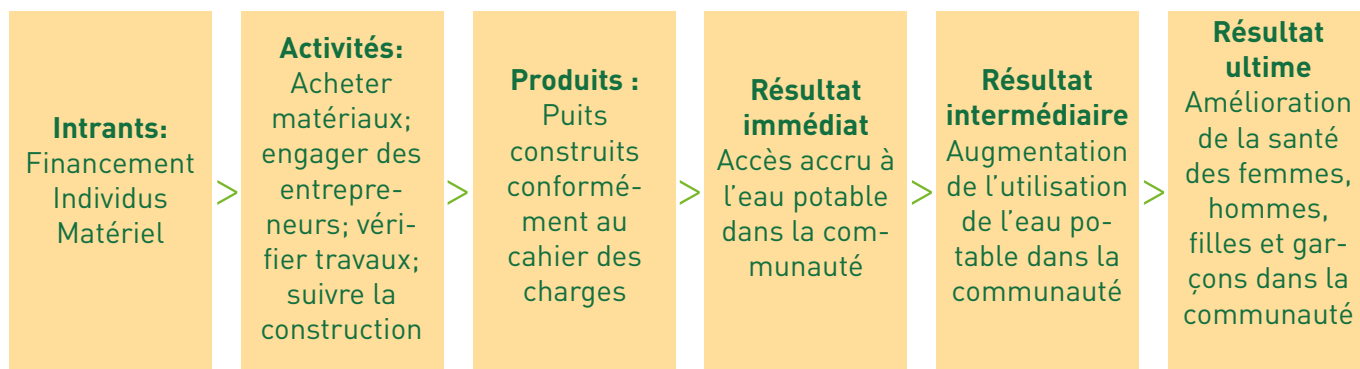 Intrants:
Financement
Individus
Matériel
>
Activités:
Acheter
matériaux;
engager des
entrepre-
neurs; véri-
fier travaux;
suivre la
construction
>
Produits :
Puits
construits
conformé-
ment au
cahier des
charges
>
Résultat
immédiat
Accès accru à
l'eau potable
dans la com-
munauté
>
Résultat
intermédiaire
Augmentation
de l'utilisation
de l'eau po-
table dans la
communauté
>
Résultat
ultime
Amélioration
de la santé
des femmes,
hommes,
filles et gar-
çons dans la
communauté